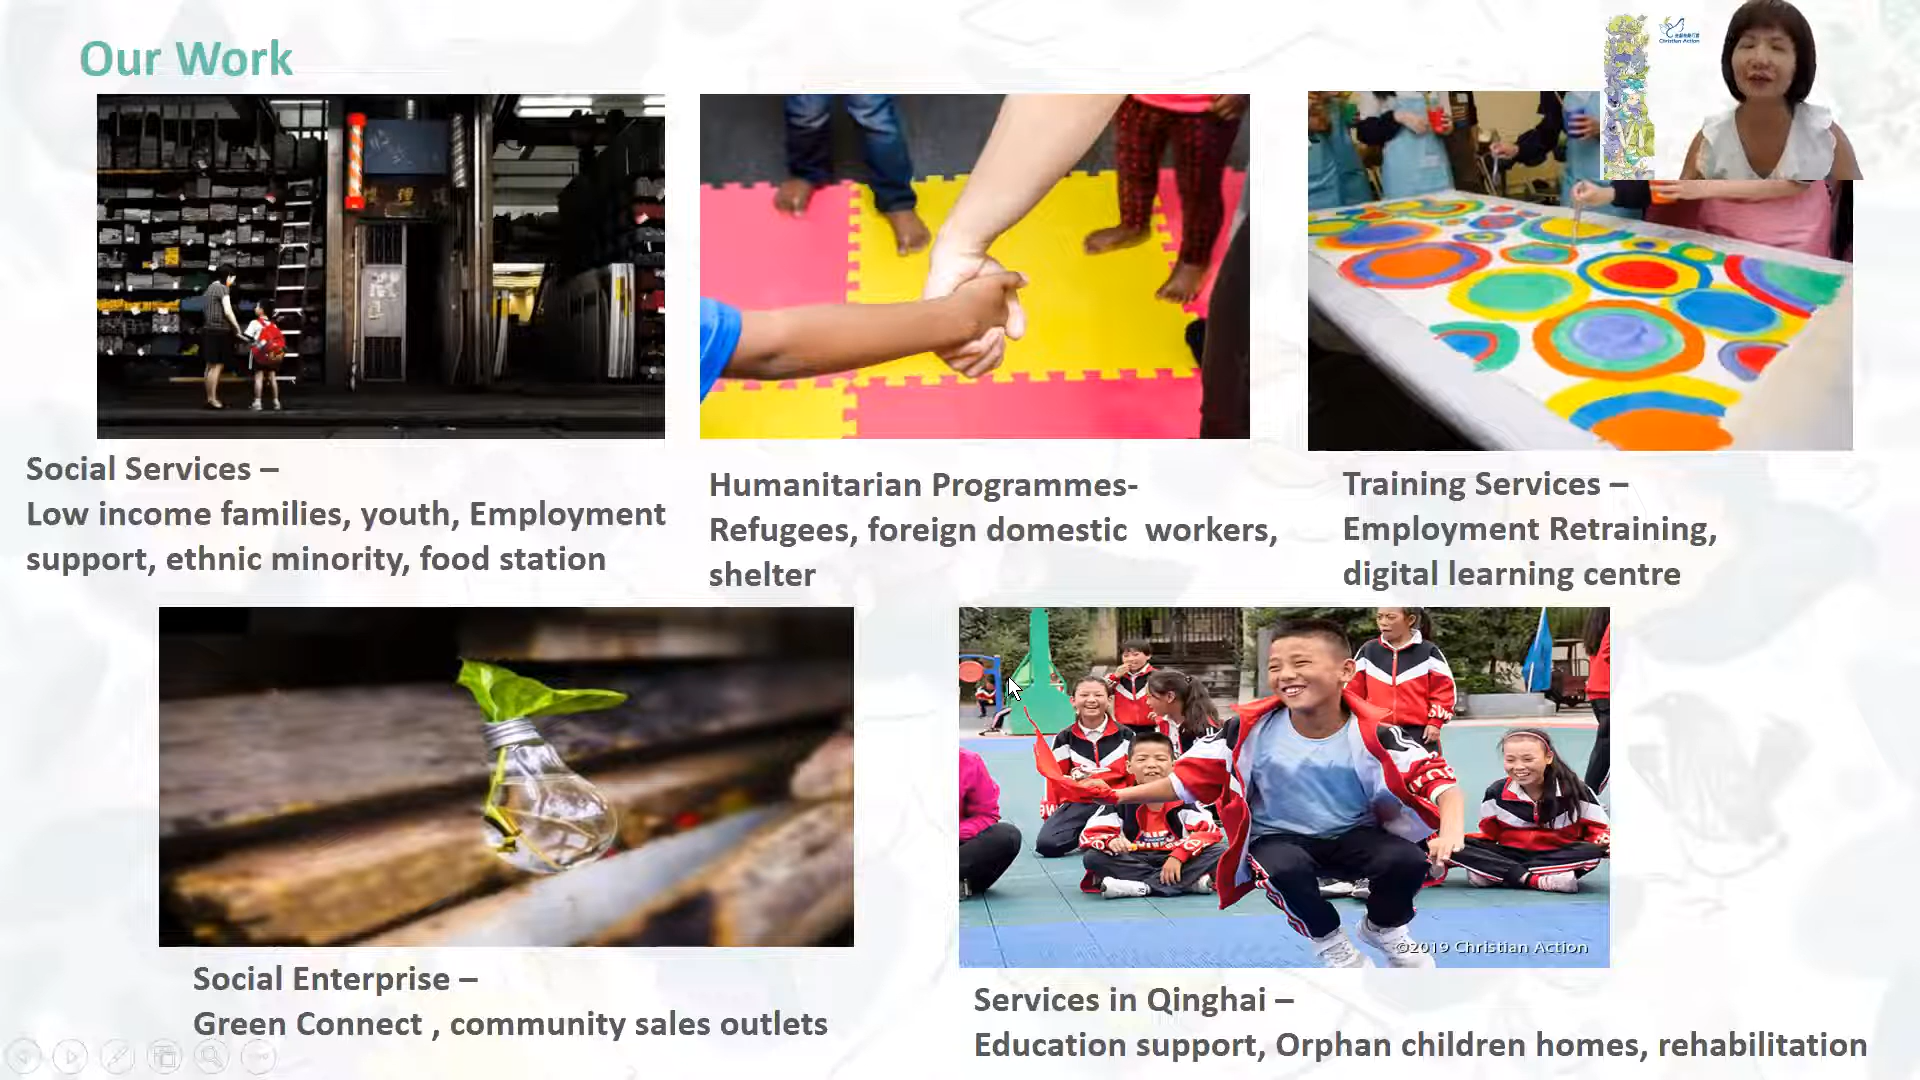 Our Work
Christian Action
Social Services –
Low income families, youth, Employment
support, ethnic minority, food station
Humanitarian Programmes-
Refugees, foreign domestic workers,
shelter
Training Services –
Employment Retraining,
digital learning centre
©2019 Christian Action
Social Enterprise –
Green Connect , community sales outlets
Services in Qinghai –
Education support, Orphan children homes, rehabilitation